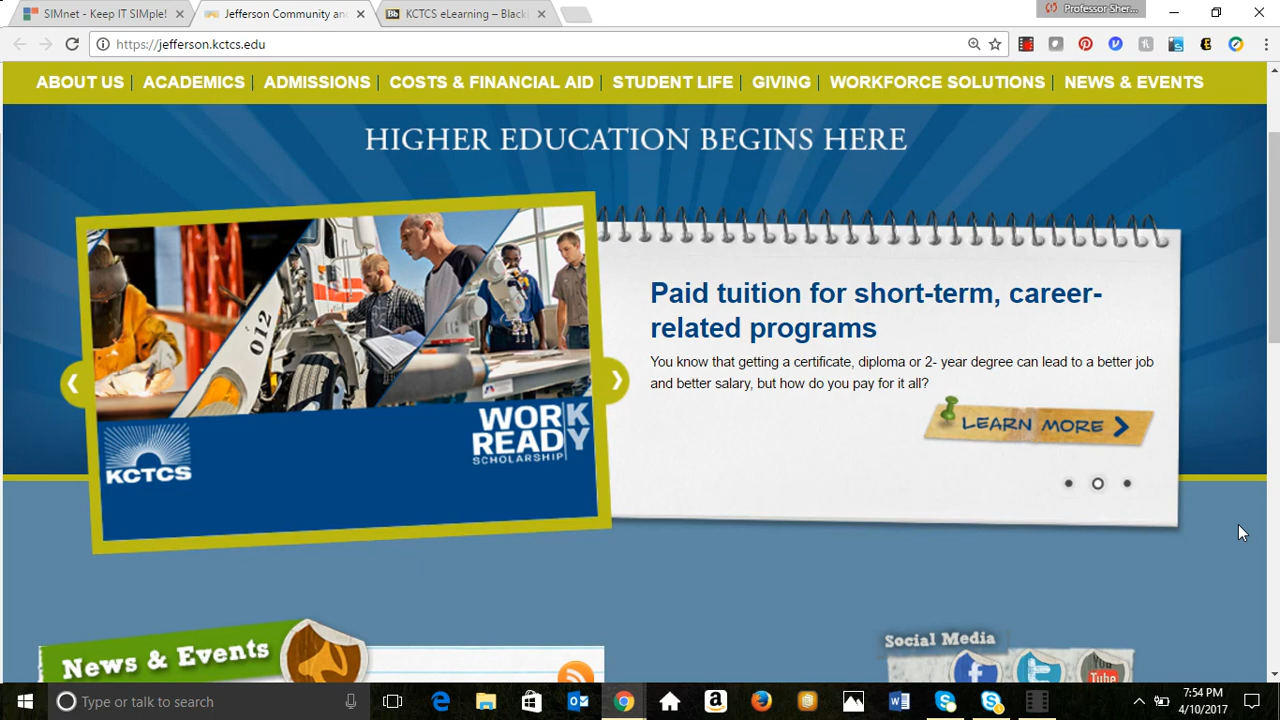 SIMnet - Keep IT SIMple!
Jefferson Community an
KCTCS eLearning – Black
Professor Sher...
https://jefferson.kctcs.edu
ABOUT US | ACADEMICS | ADMISSIONS | COSTS & FINANCIAL AID | STUDENT LIFE | GIVING | WORKFORCE SOLUTIONS | NEWS & EVENTS
HIGHER EDUCATION BEGINS HERE
012
KCTCS
WORK
READY KY
SCHOLARSHIP
Paid tuition for short-term, career-
related programs
You know that getting a certificate, diploma or 2- year degree can lead to a better job
and better salary, but how do you pay for it all?
LEARN MORE
News & Events
Social Media
You
Tube
Type or talk to search
7:54 PM
4/10/2017